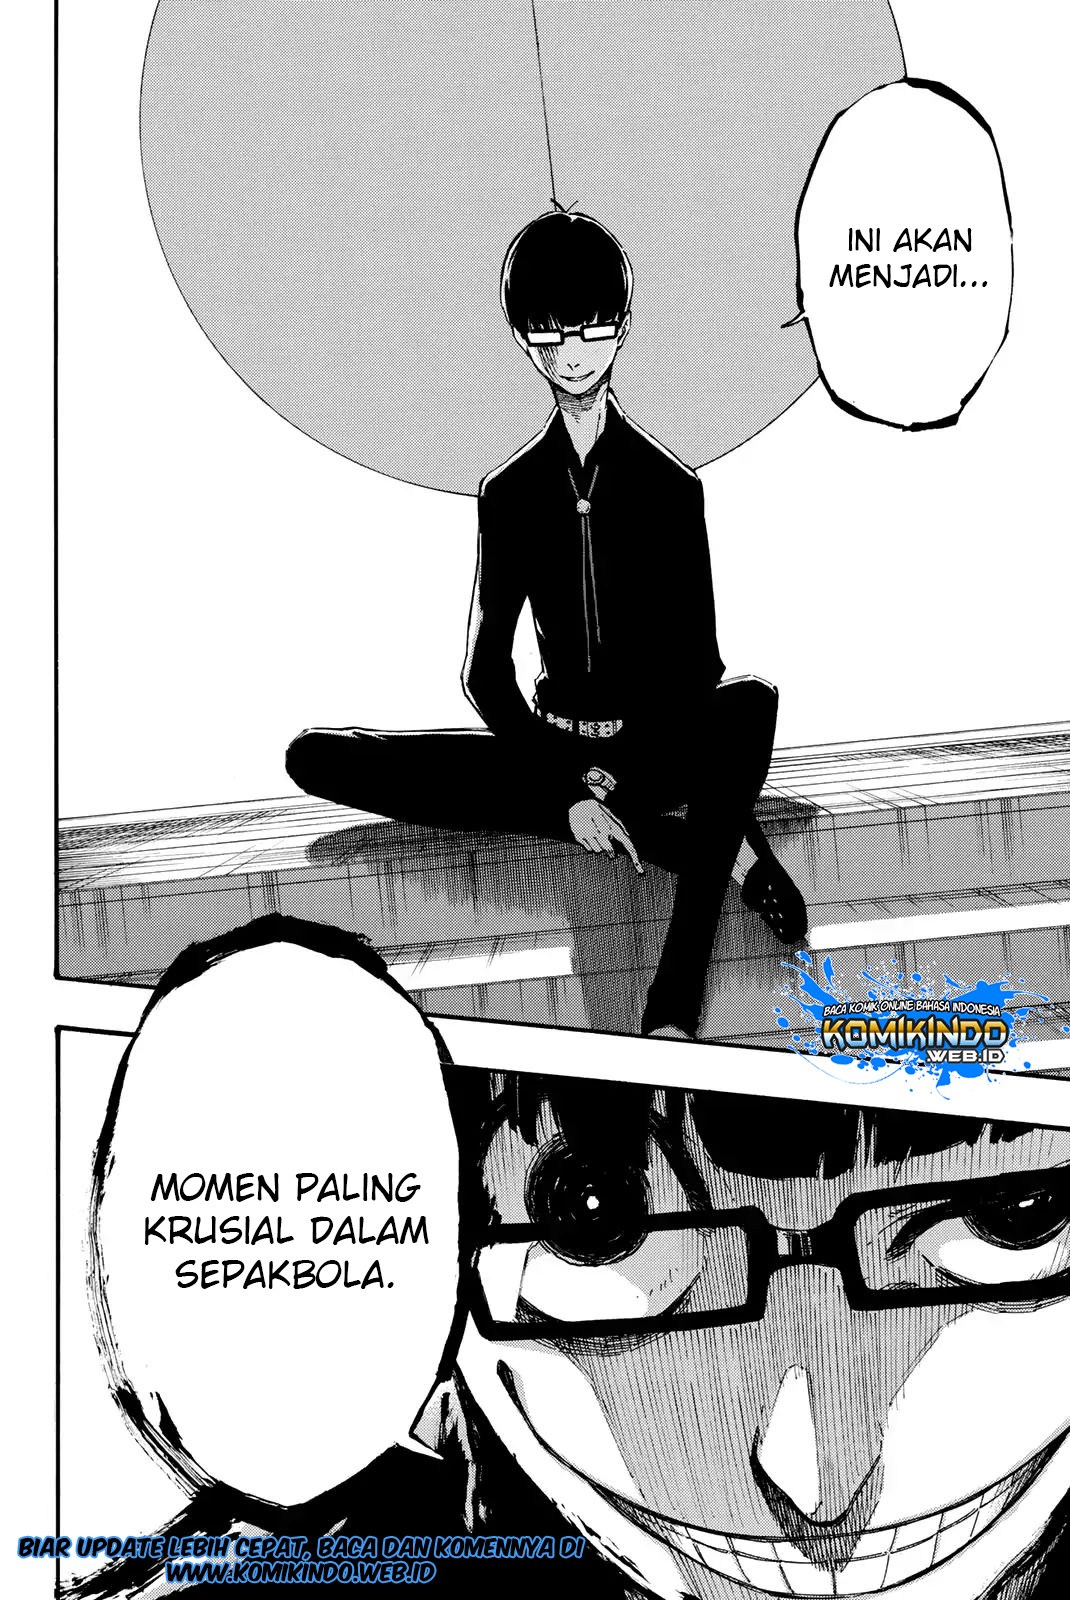 INI AKAN
MENJADI...
BACA KOMIK ONLINE BAHASA INDONESIA
KOMIKINDO
WEB.ID
MOMEN PALING
KRUSIAL DALAM
SEPAKBOLA.
BIAR UPDATE LEBIH CEPAT, BACA DAN KOMENNYA DI
WWW.KOMIKINDO.WEB.ID